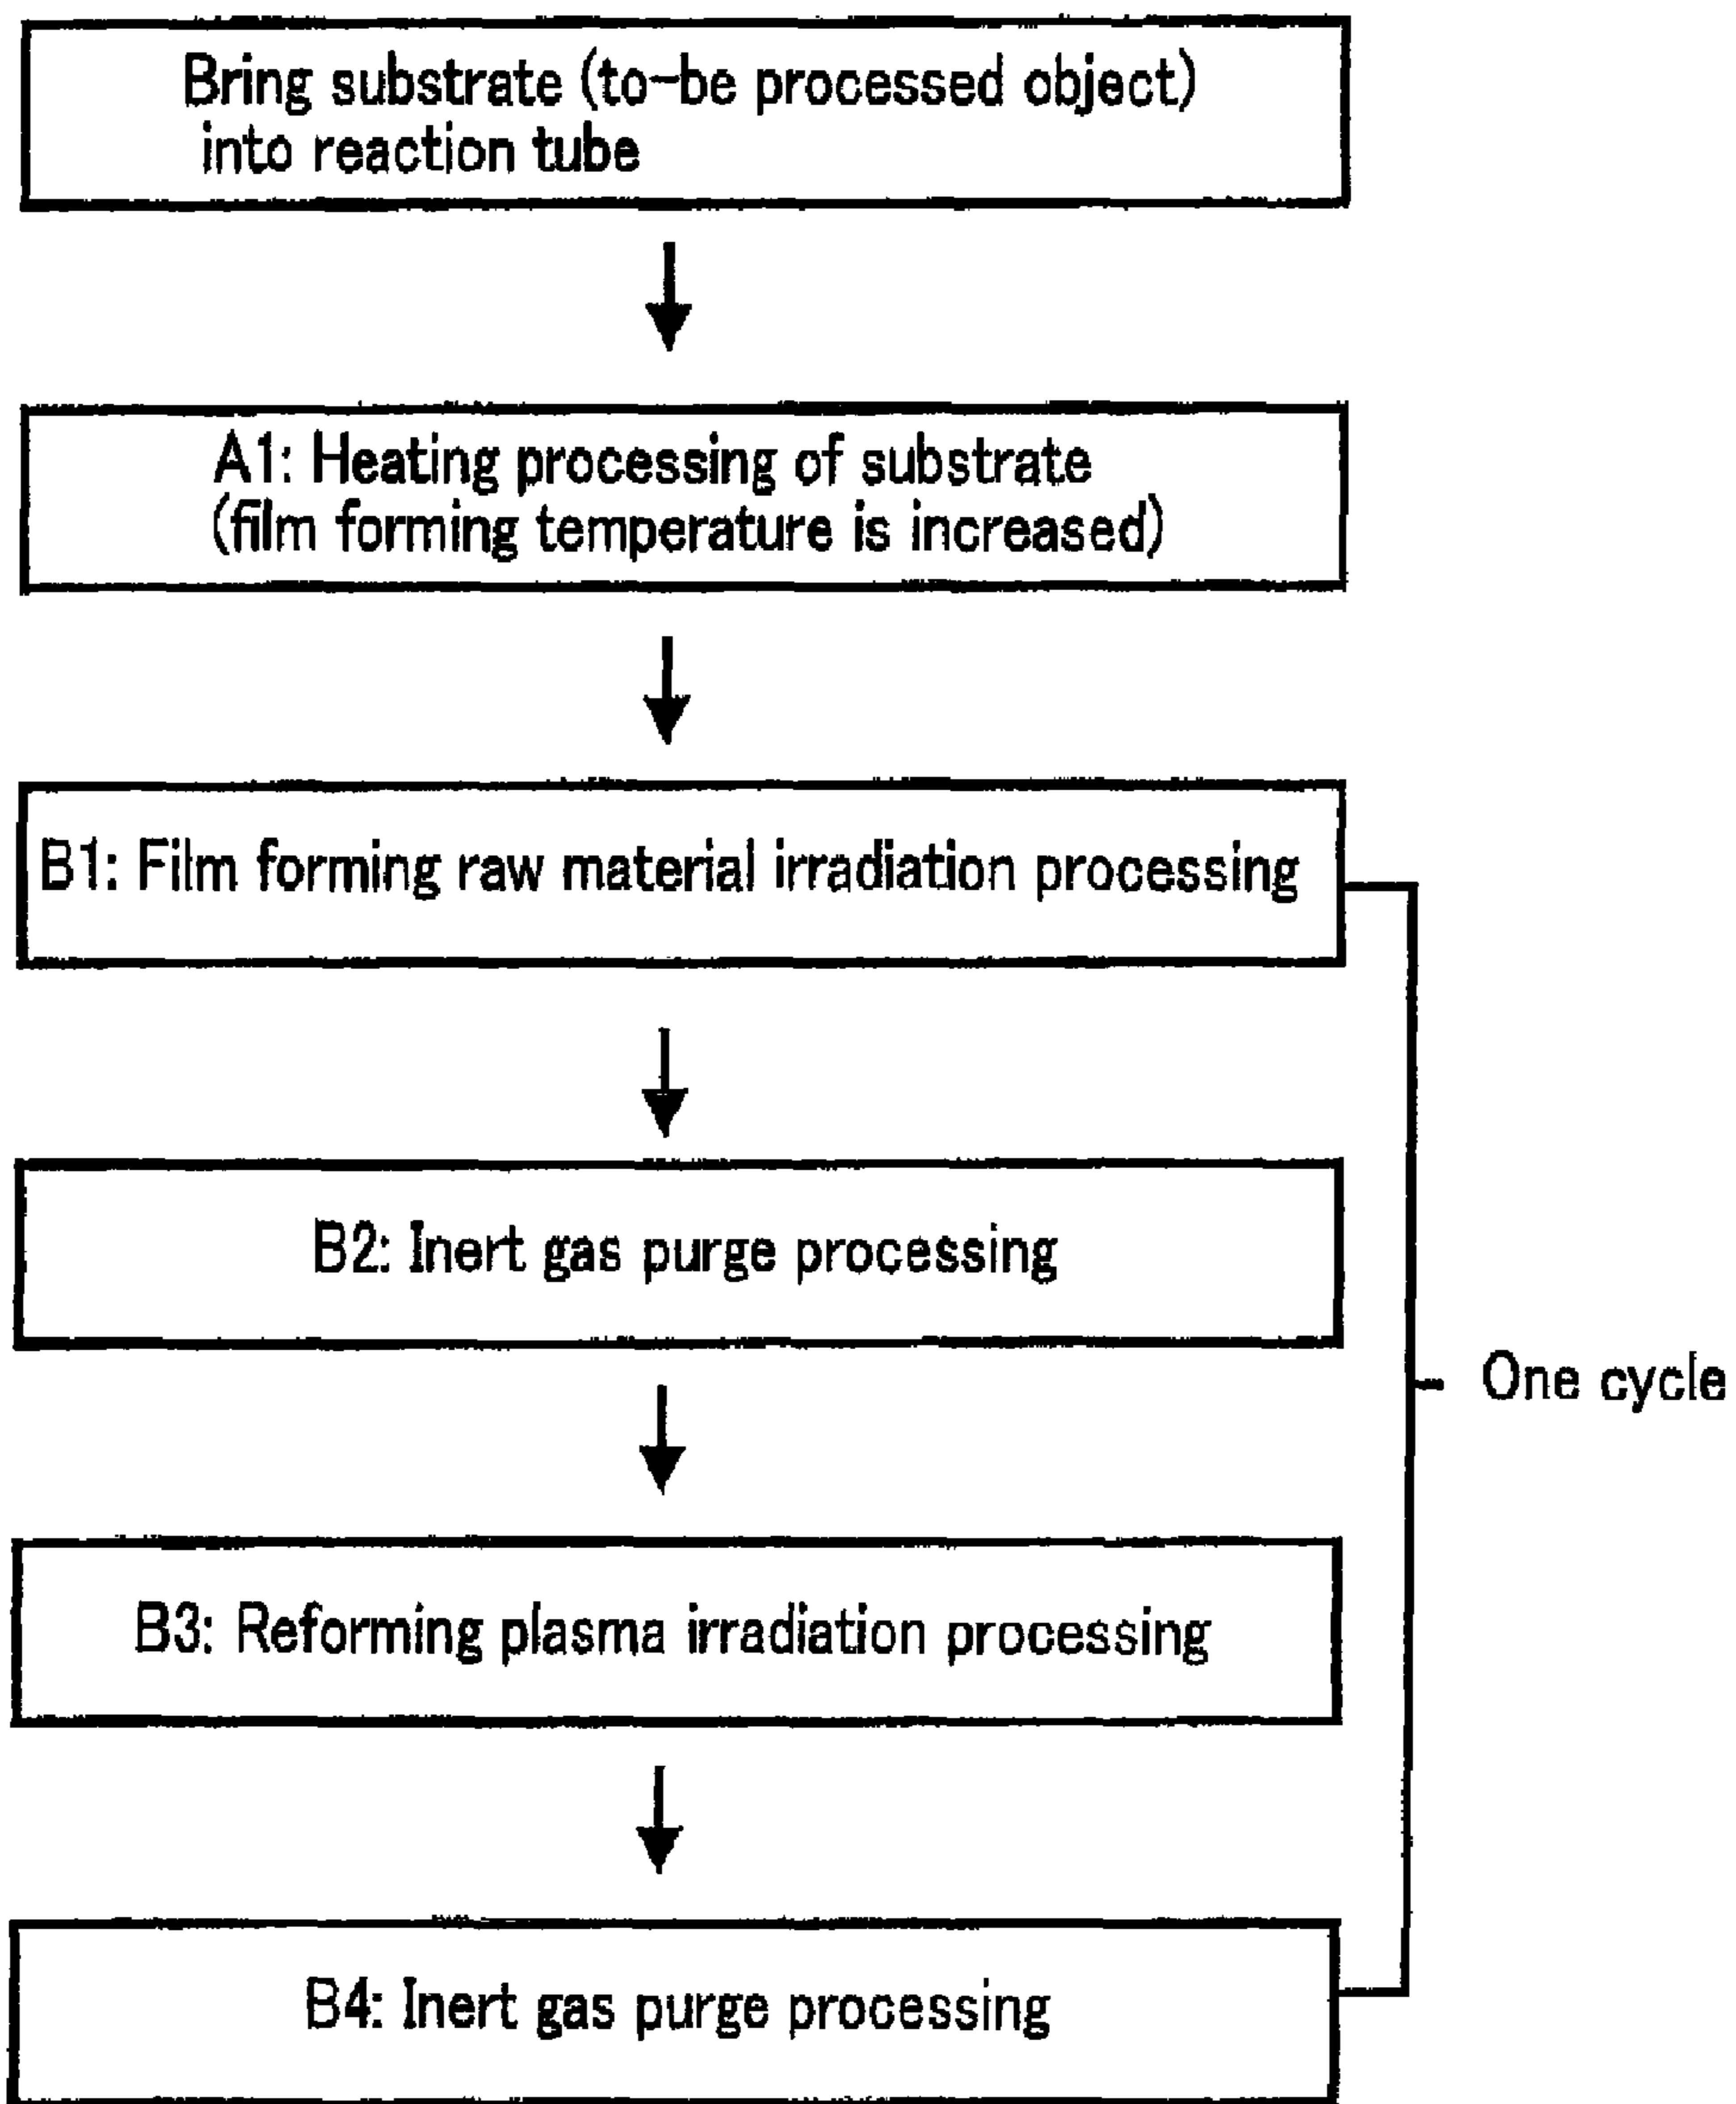 Bring substrate (to-be processed object)
into reaction tube
A1: Heating processing of substrate
(film forming temperature is increased)
B1: Film forming raw material irradiation processing
B2: Inert gas purge processing
One cycle
B3: Reforming plasma irradiation processing
B4: Inert gas purge processing